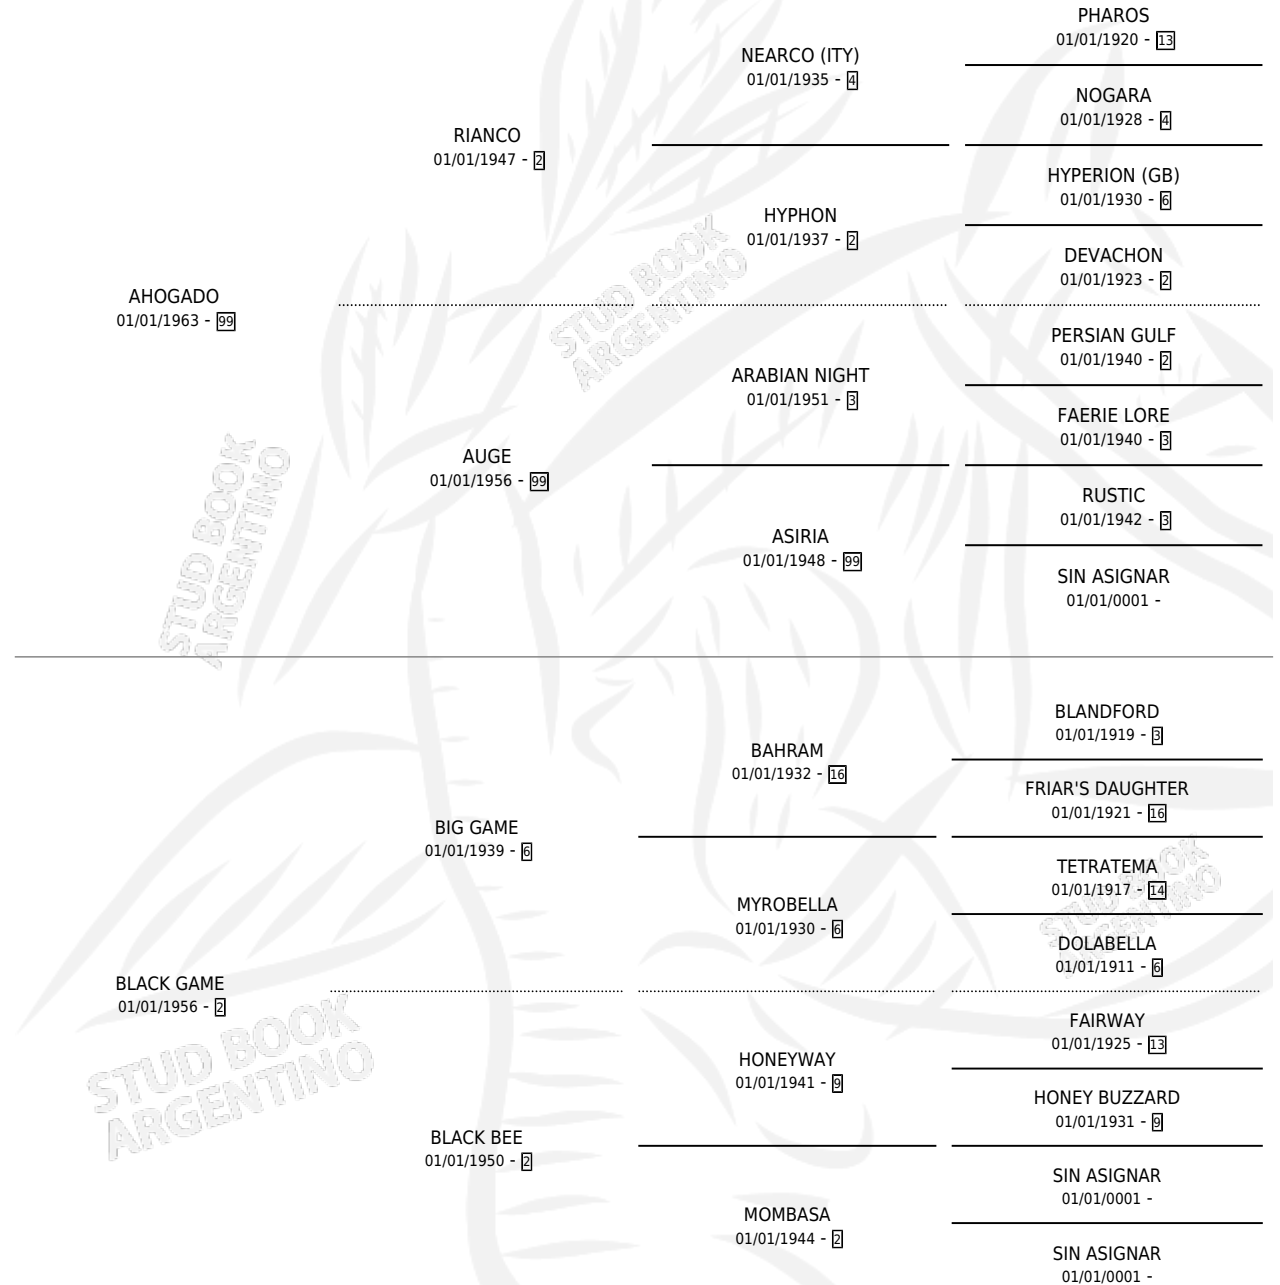 PHAROS
01/01/1920 - 13
NEARCO (ITY)
01/01/1935 - 4
NOGARA
01/01/1928 - 4
RIANCO
01/01/1947 - 2
HYPERION (GB)
01/01/1930 - 6
HYPHON
01/01/1937 - 2
DEVACHON
01/01/1923 - 2
AHOGADO
01/01/1963 - 99
PERSIAN GULF
01/01/1940 - 2
ARABIAN NIGHT
01/01/1951 - 3
FAERIE LORE
01/01/1940 - 3
AUGE
01/01/1956 - 99
RUSTIC
01/01/1942 - 3
ASIRIA
01/01/1948 - 99
SIN ASIGNAR
01/01/0001 -
BLANDFORD
01/01/1919 - 3
BAHRAM
01/01/1932 - 16
FRIAR'S DAUGHTER
01/01/1921 - 16
BIG GAME
01/01/1939 - 6
TETRATEMA
01/01/1917 - 14
MYROBELLA
01/01/1930 - 6
DOLABELLA
01/01/1911 - 6
BLACK GAME
01/01/1956 - 2
FAIRWAY
01/01/1925 - 13
HONEYWAY
01/01/1941 - 9
HONEY BUZZARD
01/01/1931 - 9
BLACK BEE
01/01/1950 - 2
SIN ASIGNAR
01/01/0001 -
MOMBASA
01/01/1944 - 2
SIN ASIGNAR
01/01/0001 -
STUD BOOK
ARGENTINO
STUD BOOK
ARGENTINO
STUD BOOK
ARGENTINO
STUD BOOK
ARGENTINO